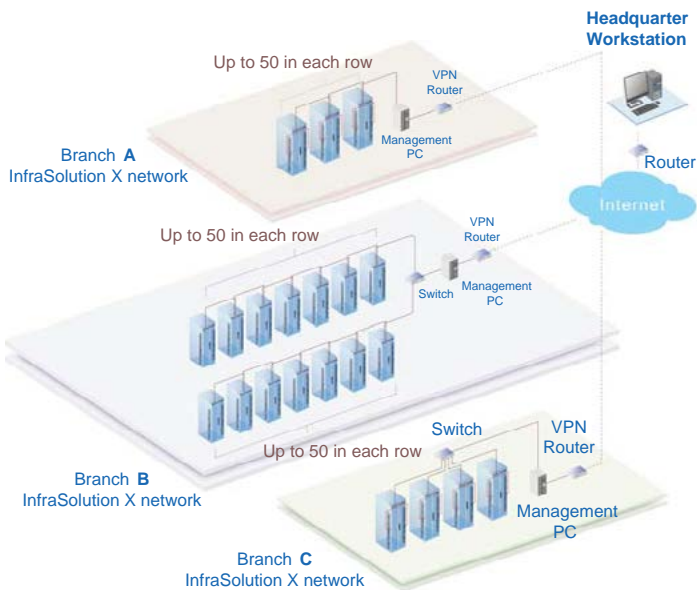 Headquarter
Workstation
Up to 50 in each row
VPN
Router
Management
PC
Branch A
InfraSolution X network
Router
Internet
Up to 50 in each row
VPN
Router
Switch
Management
PC
Up to 50 in each row
Branch B
InfraSolution X network
Switch
VPN
Router
Management
PC
Branch C
InfraSolution X network